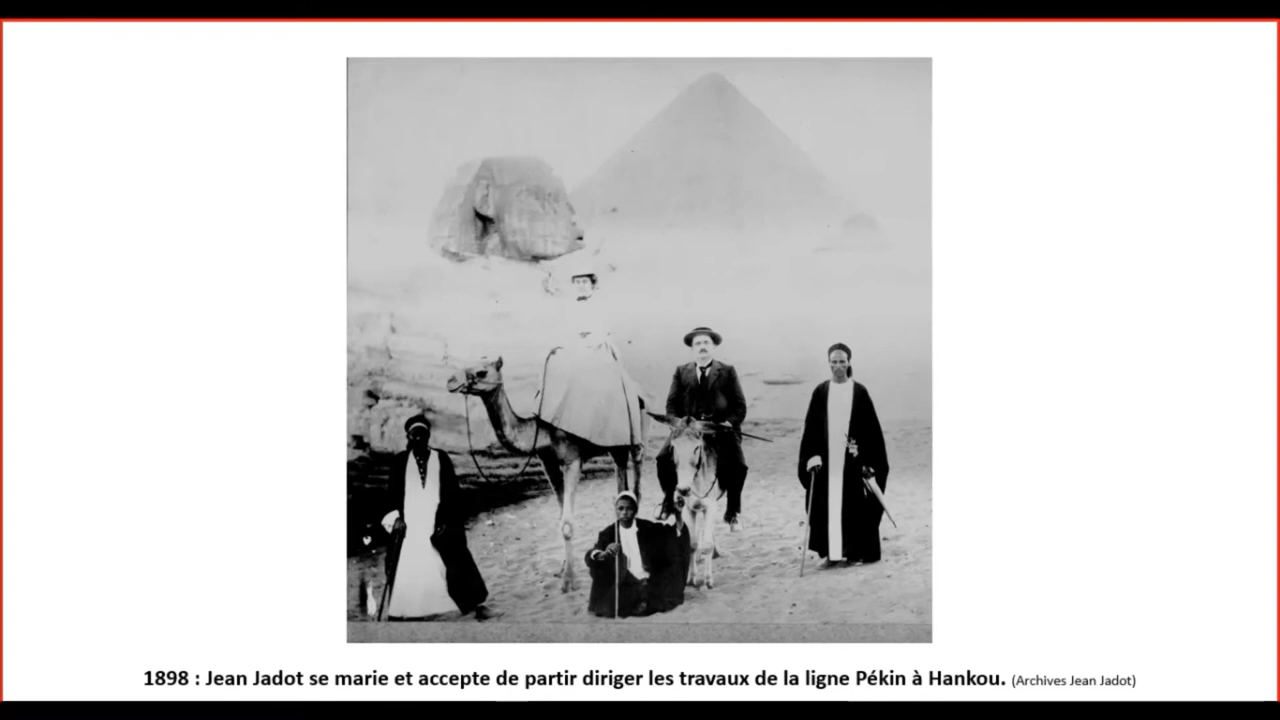 1898 : Jean Jadot se marie et accepte de partir diriger les travaux de la ligne Pékin à Hankou. (Archives Jean Jadot)